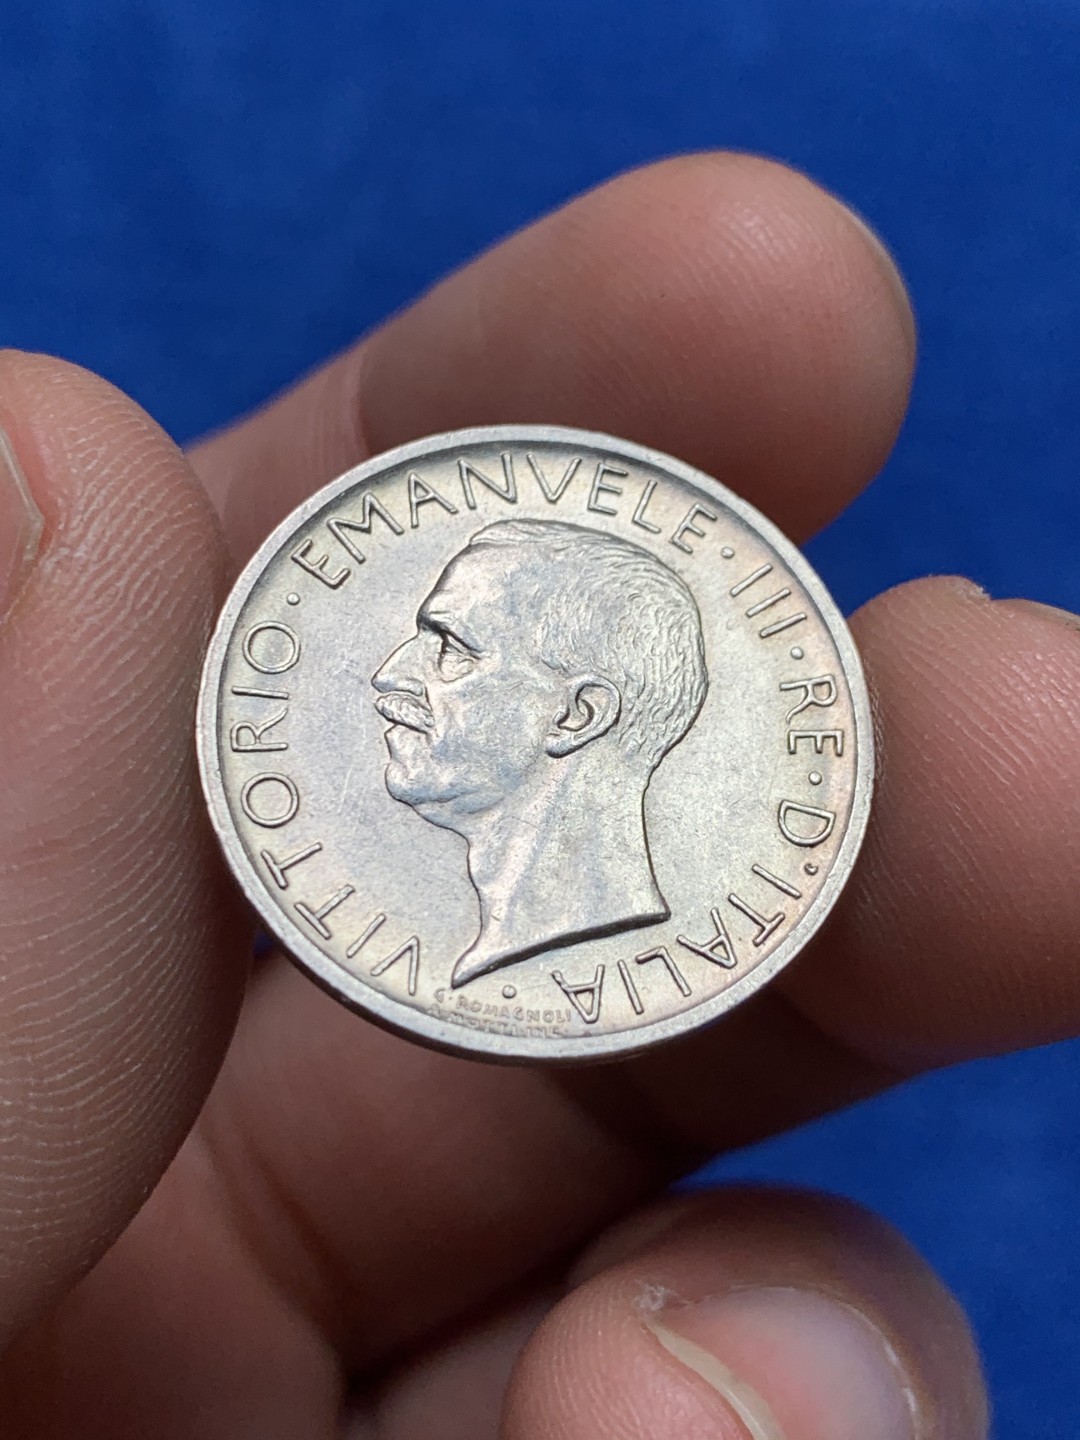 VITTORIO · EMANVELE · III · RE · D'ITALIA ·
G · ROMAGNOLI